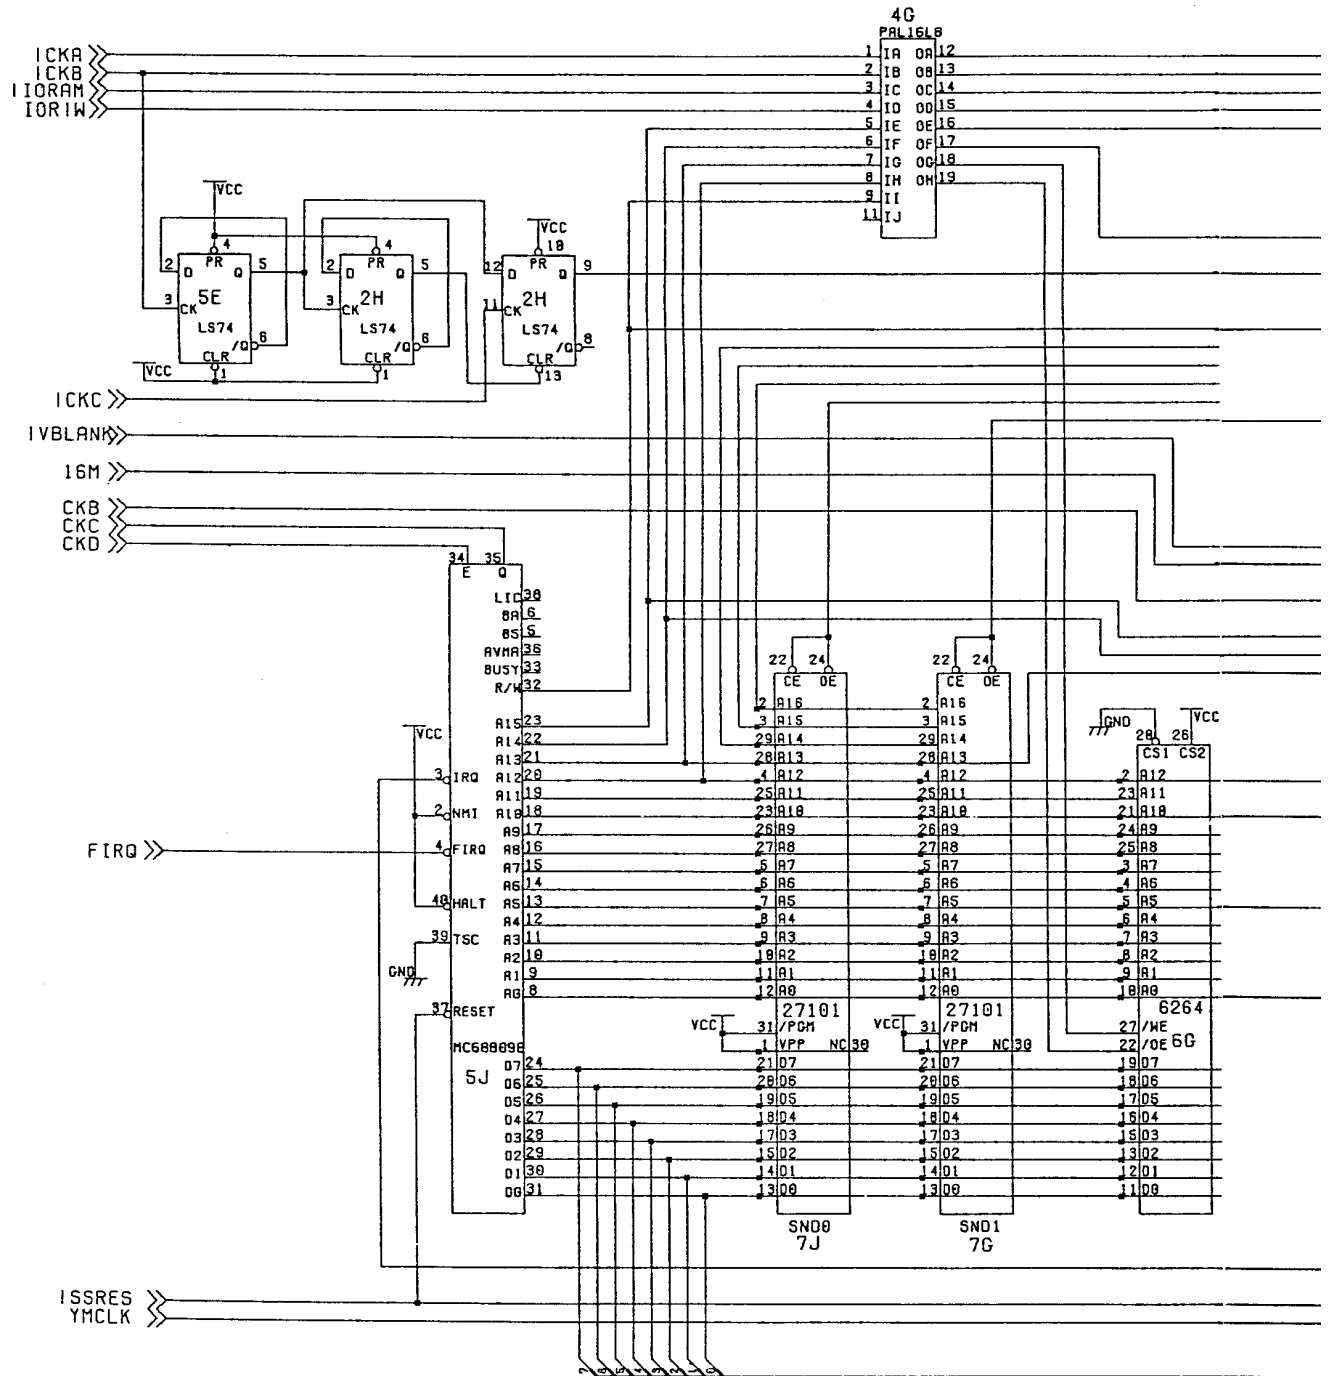 4G
PAL16L8
1 IA OA 12
2 IB OB 13
3 IC OC 14
4 ID OD 15
5 IE OE 16
6 IF OF 17
7 IG OG 18
8 IH OH 19
9 II
11 IJ
ICKA
ICKB
IIORAM
IORIW
VCC
4
PR
2 D Q 5
3 CK
5E
LS74
/Q 6
CLR
1
VCC
4
PR
2 D Q 5
3 CK
2H
LS74
/Q 6
CLR
1
VCC
10
PR
12 D Q 9
11 CK
2H
LS74
/Q 8
CLR
13
ICKC
IVBLANK
16M
CKB
CKC
CKD
34 35
E Q
LIC 38
BA 6
BS 5
AVMA 36
BUSY 33
R/W 32
A15 23
A14 22
A13 21
A12 20
A11 19
A10 18
A9 17
A8 16
A7 15
A6 14
A5 13
A4 12
A3 11
A2 10
A1 9
A0 8
VCC
3 IRQ
2 NMI
FIRQ
4 FIRQ
40 HALT
39 TSC
GND
37 RESET
MC68B09E
5J
D7 24
D6 25
D5 26
D4 27
D3 28
D2 29
D1 30
D0 31
22 24
CE OE
2 A16
3 A15
29 A14
28 A13
4 A12
25 A11
23 A10
26 A9
27 A8
5 A7
6 A6
7 A5
8 A4
9 A3
10 A2
11 A1
12 A0
27101
VCC
31 /PGM
1 VPP NC 30
21 D7
20 D6
19 D5
18 D4
17 D3
15 D2
14 D1
13 D0
SND0
7J
22 24
CE OE
2 A16
3 A15
29 A14
28 A13
4 A12
25 A11
23 A10
26 A9
27 A8
5 A7
6 A6
7 A5
8 A4
9 A3
10 A2
11 A1
12 A0
27101
VCC
31 /PGM
1 VPP NC 30
21 D7
20 D6
19 D5
18 D4
17 D3
15 D2
14 D1
13 D0
SND1
7G
GND
VCC
20 26
CS1 CS2
2 A12
23 A11
21 A10
24 A9
25 A8
3 A7
4 A6
5 A5
6 A4
7 A3
8 A2
9 A1
10 A0
6264
27 /WE
22 /OE
6G
19 D7
18 D6
17 D5
16 D4
15 D3
13 D2
12 D1
11 D0
ISSRES
YMCLK
7 6 5 4 3 2 1 0